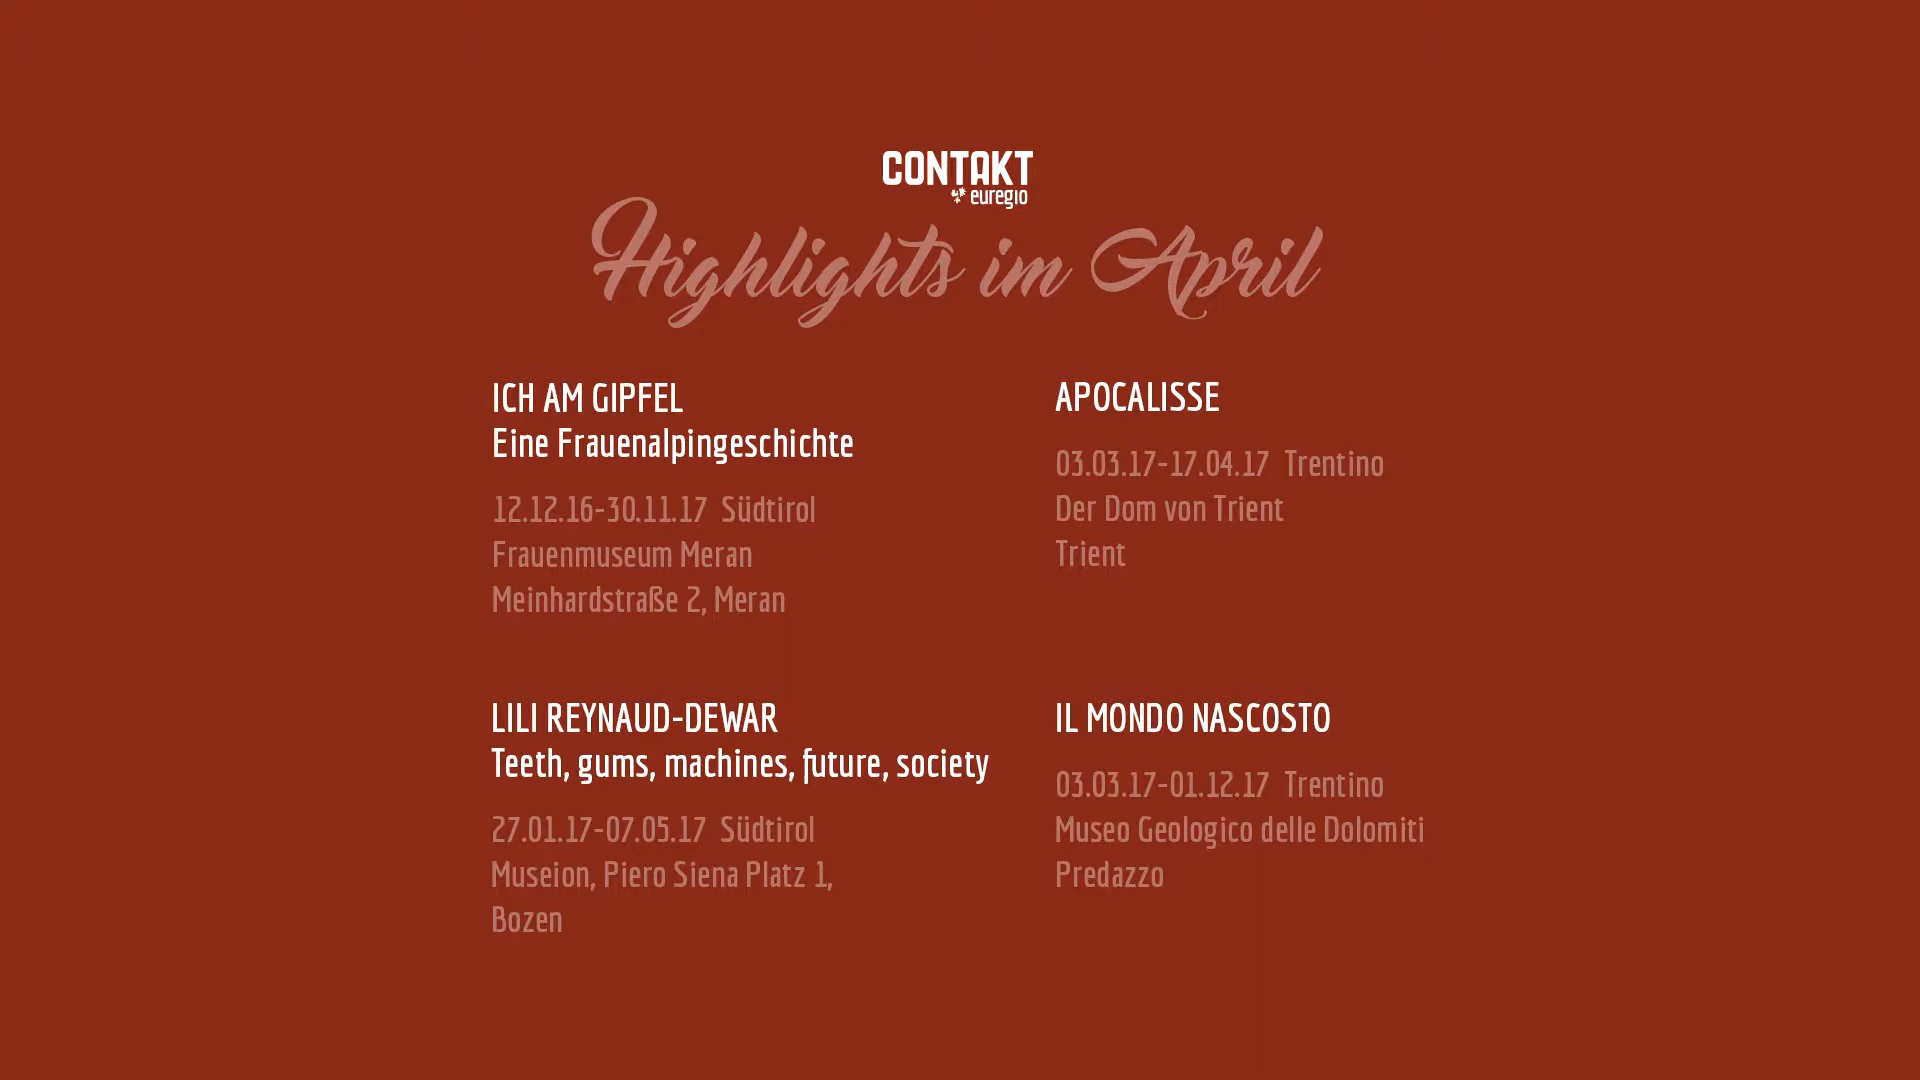 CONTAKT
euregio
Highlights im April
ICH AM GIPFEL
Eine Frauenalpingeschichte
12.12.16-30.11.17 Südtirol
Frauenmuseum Meran
Meinhardstraße 2, Meran
APOCALISSE
03.03.17-17.04.17 Trentino
Der Dom von Trient
Trient
LILI REYNAUD-DEWAR
Teeth, gums, machines, future, society
27.01.17-07.05.17 Südtirol
Museion, Piero Siena Platz 1,
Bozen
IL MONDO NASCOSTO
03.03.17-01.12.17 Trentino
Museo Geologico delle Dolomiti
Predazzo